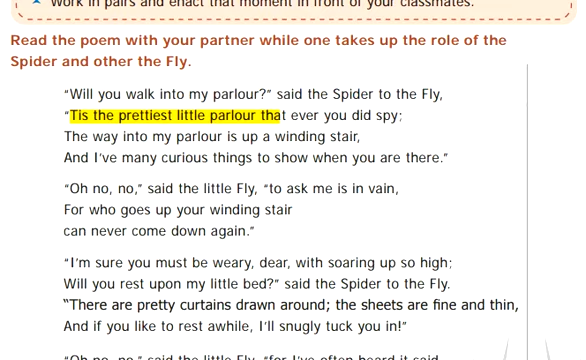 Work in pairs and enact that moment in front of your classmates.
Read the poem with your partner while one takes up the role of the
Spider and other the Fly.
“Will you walk into my parlour?” said the Spider to the Fly,
“Tis the prettiest little parlour that ever you did spy;
The way into my parlour is up a winding stair,
And I’ve many curious things to show when you are there.”
“Oh no, no,” said the little Fly, “to ask me is in vain,
For who goes up your winding stair
can never come down again.”
“I’m sure you must be weary, dear, with soaring up so high;
Will you rest upon my little bed?” said the Spider to the Fly.
“There are pretty curtains drawn around; the sheets are fine and thin,
And if you like to rest awhile, I’ll snugly tuck you in!”
“Oh no, no,” said the little Fly, “for I’ve often heard it said,